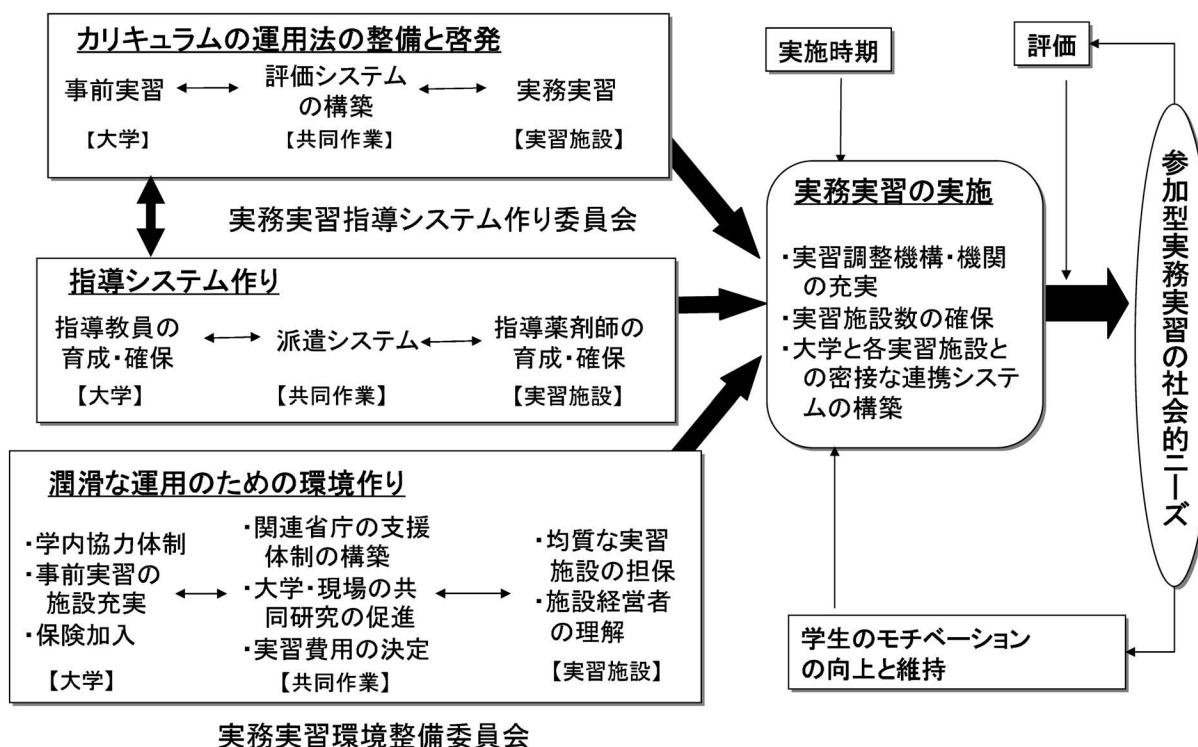 カリキュラムの運用法の整備と啓発
事前実習
評価システム
の構築
実務実習
【大学】
【共同作業】
【実習施設】
実務実習指導システム作り委員会
指導システム作り
指導教員の
育成・確保
派遣システム
指導薬剤師の
育成・確保
【大学】
【共同作業】
【実習施設】
潤滑な運用のための環境作り
・学内協力体制
・事前実習の
施設充実
・保険加入
【大学】
・関連省庁の支援
体制の構築
・大学・現場の共
同研究の促進
・実習費用の決定
【共同作業】
・均質な実習
施設の担保
・施設経営者
の理解
【実習施設】
実務実習環境整備委員会
実施時期
評価
実務実習の実施
・実習調整機構・機関
の充実
・実習施設数の確保
・大学と各実習施設と
の密接な連携システ
ムの構築
学生のモチベーション
の向上と維持
参加型実務実習の社会的ニーズ